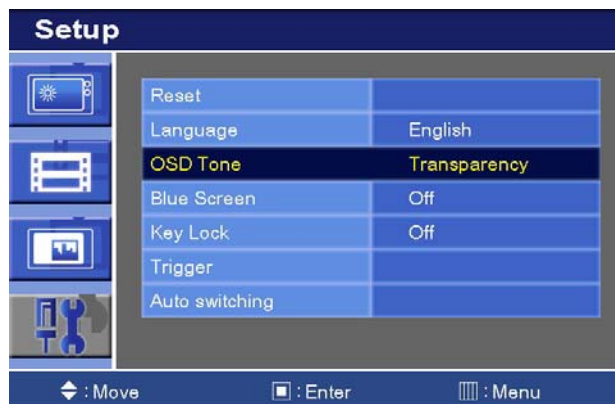 Setup
Reset
Language English
OSD Tone Transparency
Blue Screen Off
Key Lock Off
Trigger
Auto switching
: Move : Enter : Menu